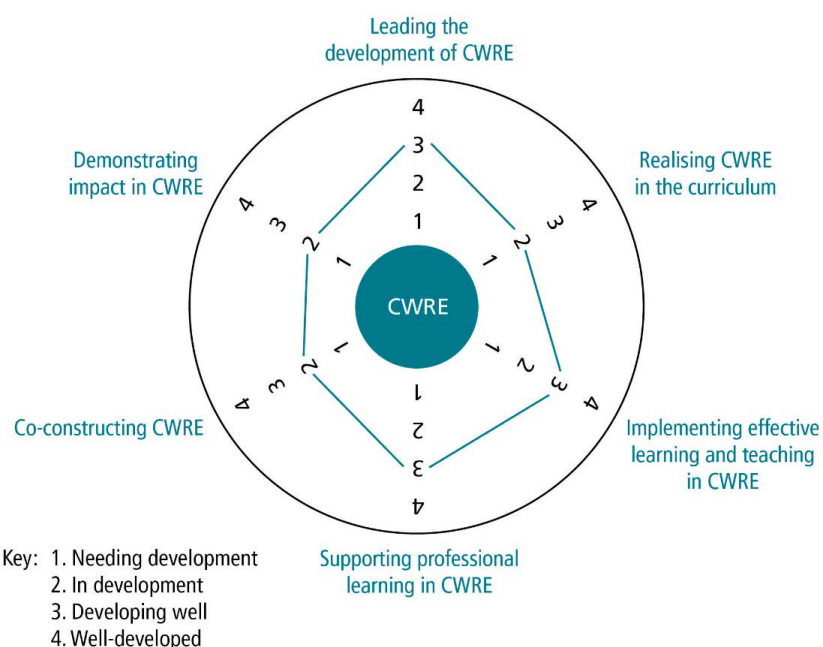 Leading the
development of CWRE
4
3
2
1
Demonstrating
impact in CWRE
4
3
2
1
Realising CWRE
in the curriculum
4
3
2
1
CWRE
Co-constructing CWRE
4
3
2
1
Implementing effective
learning and teaching
in CWRE
1
2
3
4
1
2
3
4
Supporting professional
learning in CWRE
Key: 1. Needing development
2. In development
3. Developing well
4. Well-developed